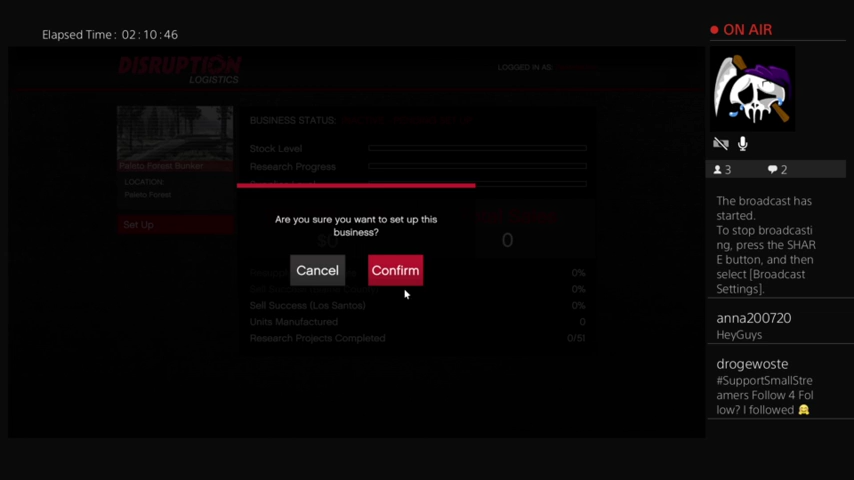 Elapsed Time : 02:10:46
ON AIR
DISRUPTION
LOGISTICS
LOGGED IN AS:
BUSINESS STATUS:
Stock Level
Research Progress
Paleto Forest Bunker
LOCATION:
Paleto Forest
Set Up
Are you sure you want to set up this
business?
$0
0
Cancel
Confirm
0%
0%
Sell Success (Los Santos)
0%
Units Manufactured
0
Research Projects Completed
0/51
3
2
The broadcast has
started.
To stop broadcasti
ng, press the SHAR
E button, and then
select [Broadcast
Settings].
anna200720
HeyGuys
drogewoste
#SupportSmallStre
amers Follow 4 Fol
low? I followed 🤗